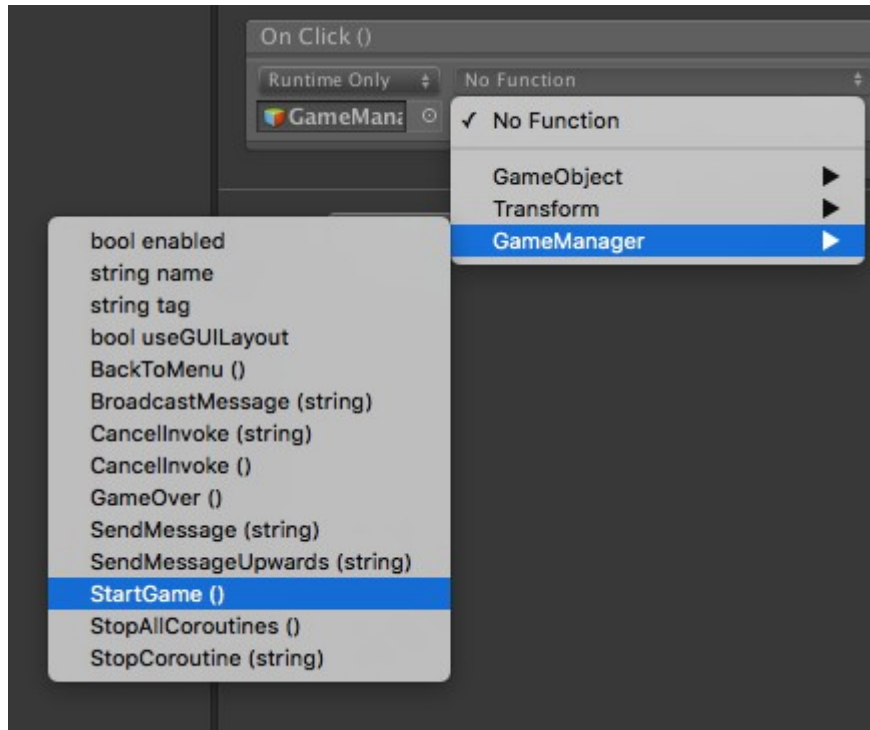 On Click ()
Runtime Only No Function
GameMana
✓ No Function
GameObject
Transform
GameManager
bool enabled
string name
string tag
bool useGUILayout
BackToMenu ()
BroadcastMessage (string)
CancelInvoke (string)
CancelInvoke ()
GameOver ()
SendMessage (string)
SendMessageUpwards (string)
StartGame ()
StopAllCoroutines ()
StopCoroutine (string)